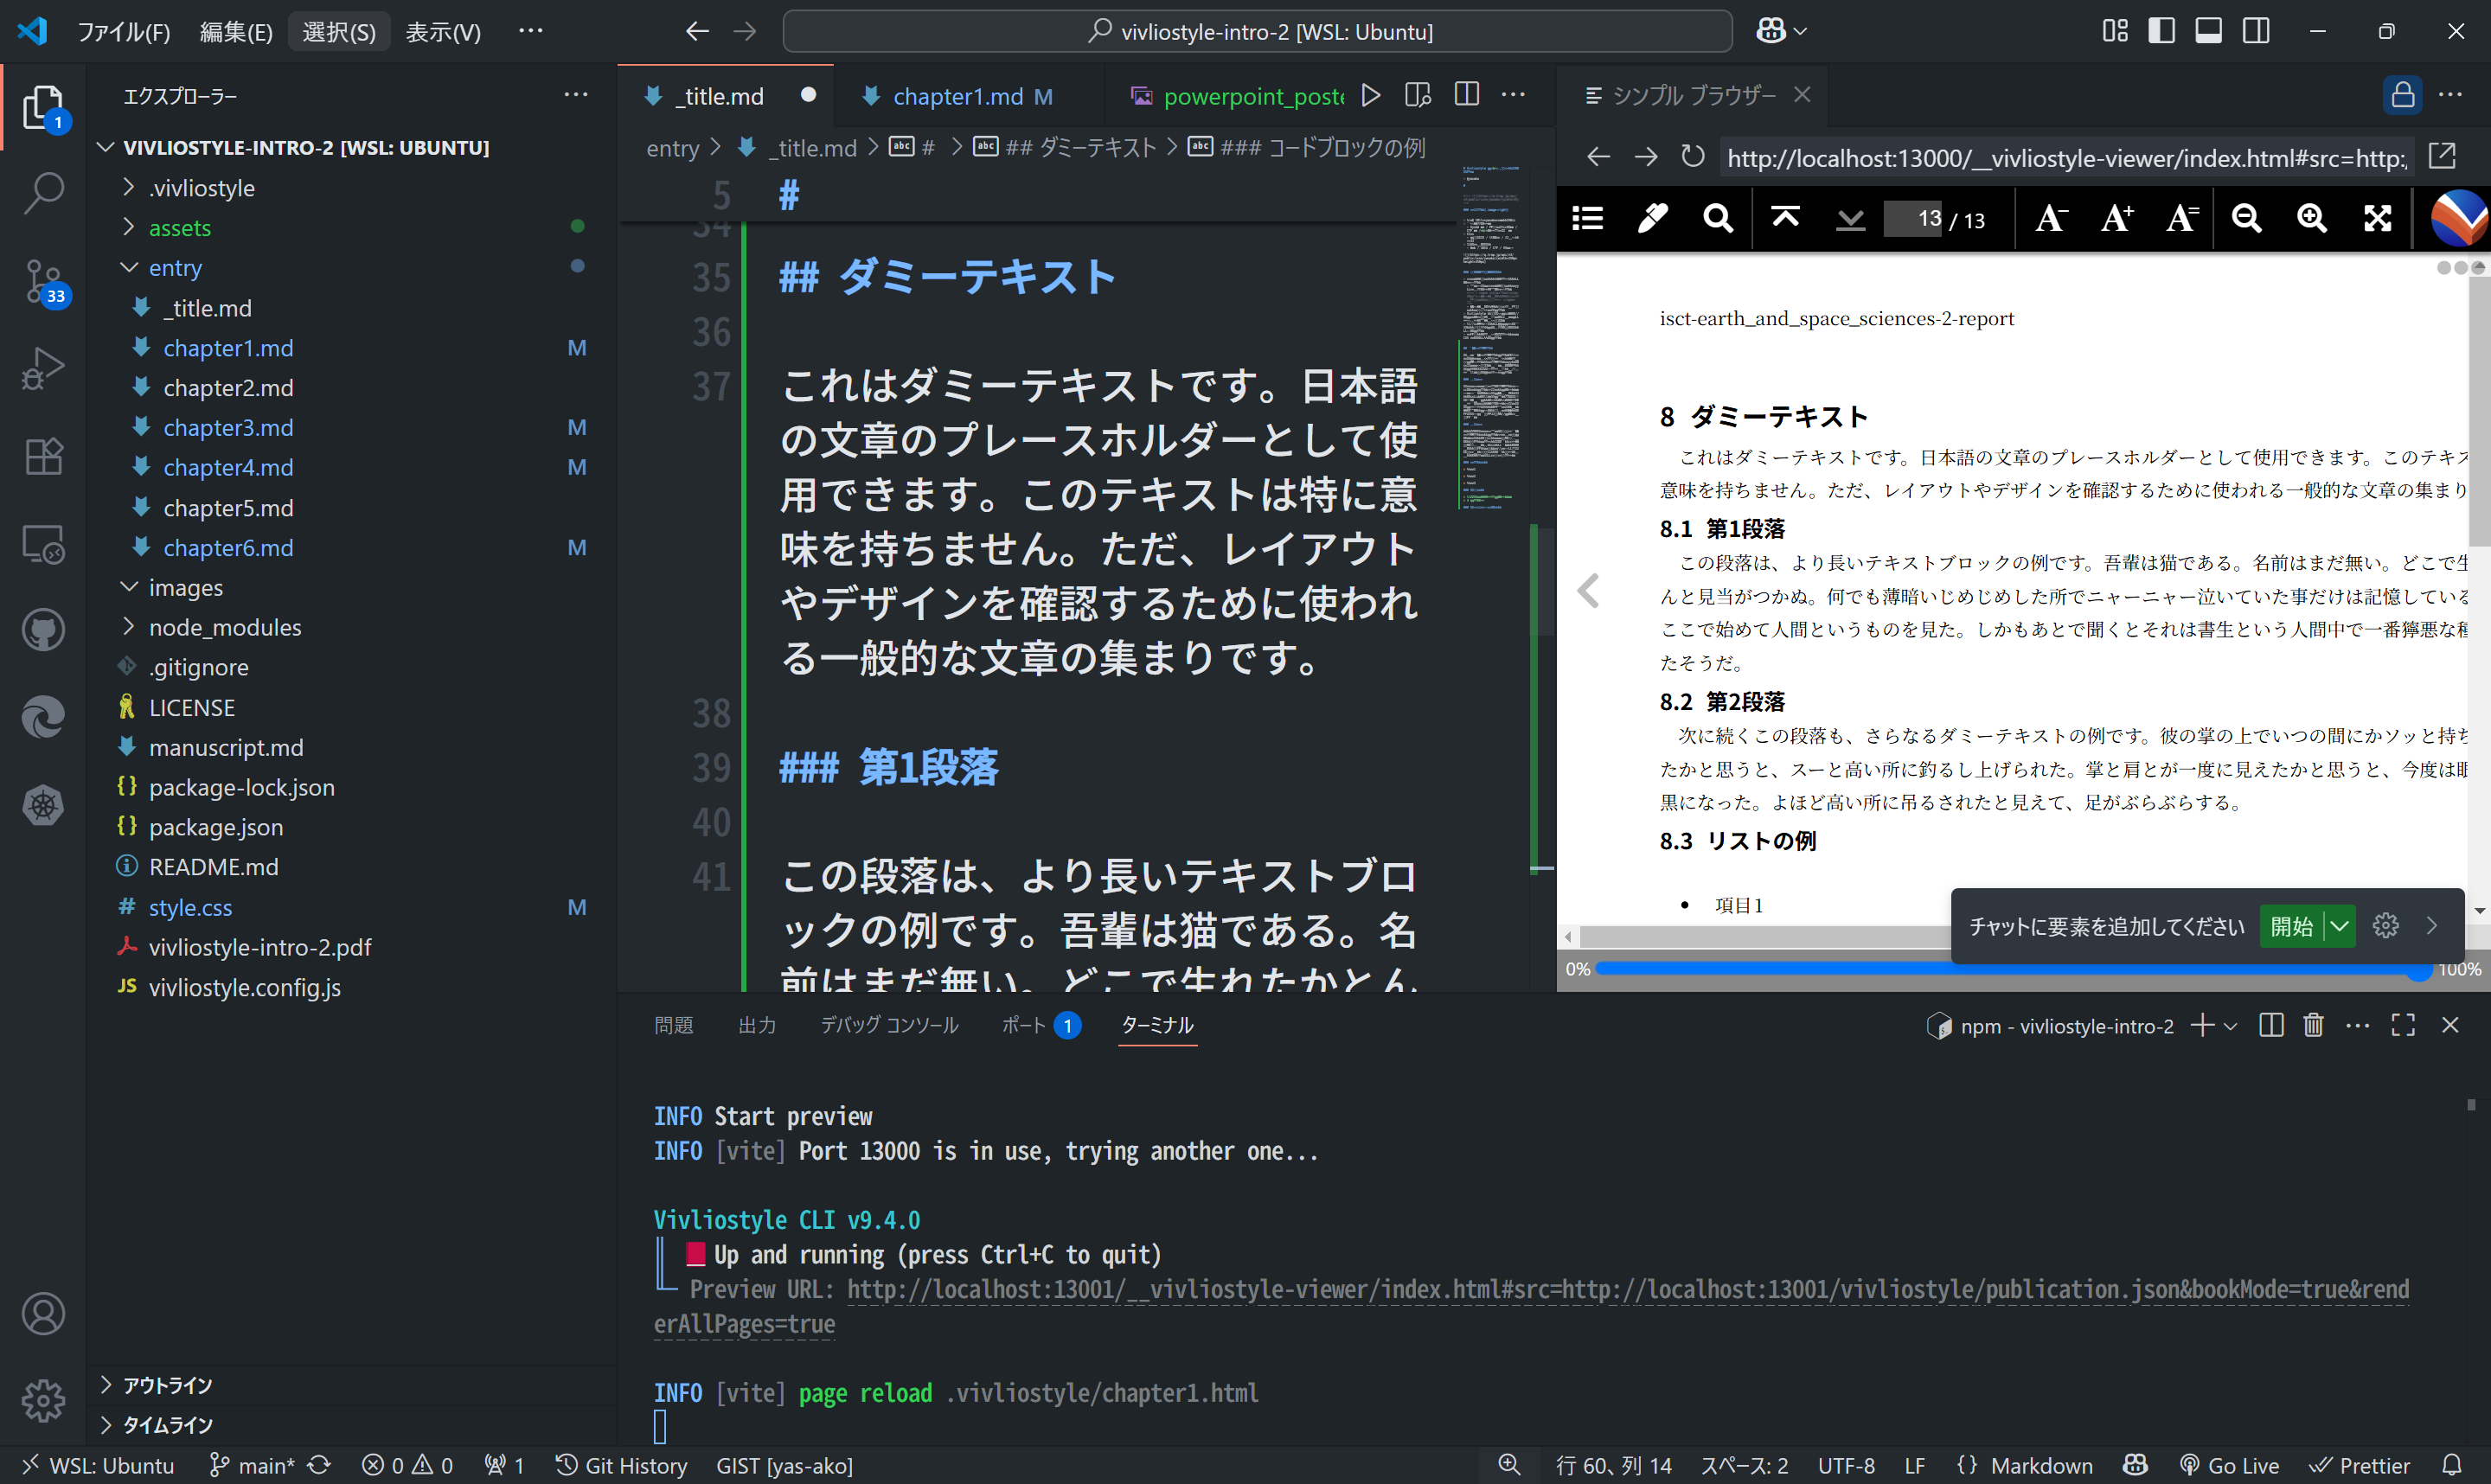 ファイル(F) 編集(E) 選択(S) 表示(V) ···
vivliostyle-intro-2 [WSL: Ubuntu]
エクスプローラー
VIVLIOSTYLE-INTRO-2 [WSL: UBUNTU]
.vivliostyle
assets
entry
_title.md
chapter1.md M
chapter2.md
chapter3.md M
chapter4.md M
chapter5.md
chapter6.md M
images
node_modules
.gitignore
LICENSE
manuscript.md
package-lock.json
package.json
README.md
style.css M
vivliostyle-intro-2.pdf
JS vivliostyle.config.js
アウトライン
タイムライン
1
33
_title.md
chapter1.md M
powerpoint_poste
entry > _title.md > # > ## ダミーテキスト > ### コードブロックの例
5 #
34
35 ## ダミーテキスト
36
37 これはダミーテキストです。日本語
の文章のプレースホルダーとして使
用できます。このテキストは特に意
味を持ちません。ただ、レイアウト
やデザインを確認するために使われ
る一般的な文章の集まりです。
38
39 ### 第1段落
40
41 この段落は、より長いテキストブロ
ックの例です。吾輩は猫である。名
前はまだ無い。どこで生れたかとん
シンプル ブラウザー
http://localhost:13000/__vivliostyle-viewer/index.html#src=http:/
13 / 13
A− A+ A=
isct-earth_and_space_sciences-2-report
8 ダミーテキスト
これはダミーテキストです。日本語の文章のプレースホルダーとして使用できます。このテキス
意味を持ちません。ただ、レイアウトやデザインを確認するために使われる一般的な文章の集まり
8.1 第1段落
この段落は、より長いテキストブロックの例です。吾輩は猫である。名前はまだ無い。どこで生
んと見当がつかぬ。何でも薄暗いじめじめした所でニャーニャー泣いていた事だけは記憶している
ここで始めて人間というものを見た。しかもあとで聞くとそれは書生という人間中で一番獰悪な種
たそうだ。
8.2 第2段落
次に続くこの段落も、さらなるダミーテキストの例です。彼の掌の上でいつの間にかソッと持ち
たかと思うと、スーと高い所に釣るし上げられた。掌と肩とが一度に見えたかと思うと、今度は眼
黒になった。よほど高い所に吊るされたと見えて、足がぶらぶらする。
8.3 リストの例
• 項目1
チャットに要素を追加してください 開始
0% 100%
問題 出力 デバッグ コンソール ポート 1 ターミナル
npm - vivliostyle-intro-2
INFO Start preview
INFO [vite] Port 13000 is in use, trying another one...
Vivliostyle CLI v9.4.0
Up and running (press Ctrl+C to quit)
Preview URL: http://localhost:13001/__vivliostyle-viewer/index.html#src=http://localhost:13001/vivliostyle/publication.json&bookMode=true&rend
erAllPages=true
INFO [vite] page reload .vivliostyle/chapter1.html
WSL: Ubuntu main* 0 0 1 Git History GIST [yas-ako] 行 60、列 14 スペース: 2 UTF-8 LF {} Markdown Go Live Prettier